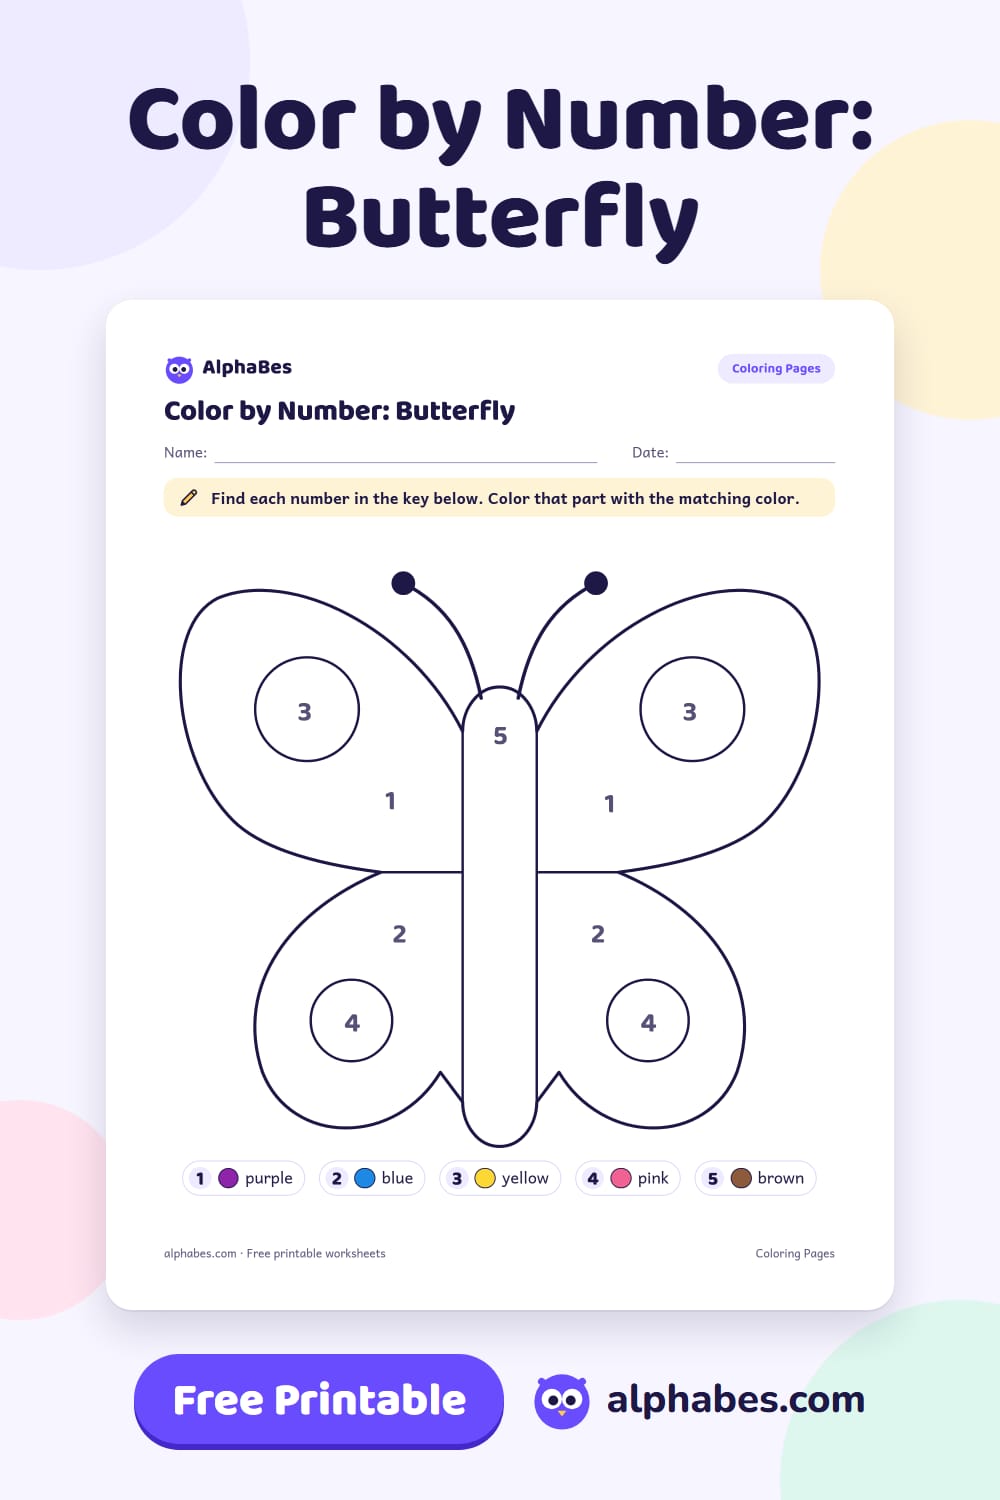 Color by Number:
Butterfly
AlphaBes
Coloring Pages
Color by Number: Butterfly
Name:
Date:
Find each number in the key below. Color that part with the matching color.
3
3
5
1
1
2
2
4
4
1 purple
2 blue
3 yellow
4 pink
5 brown
alphabes.com · Free printable worksheets
Coloring Pages
Free Printable
alphabes.com